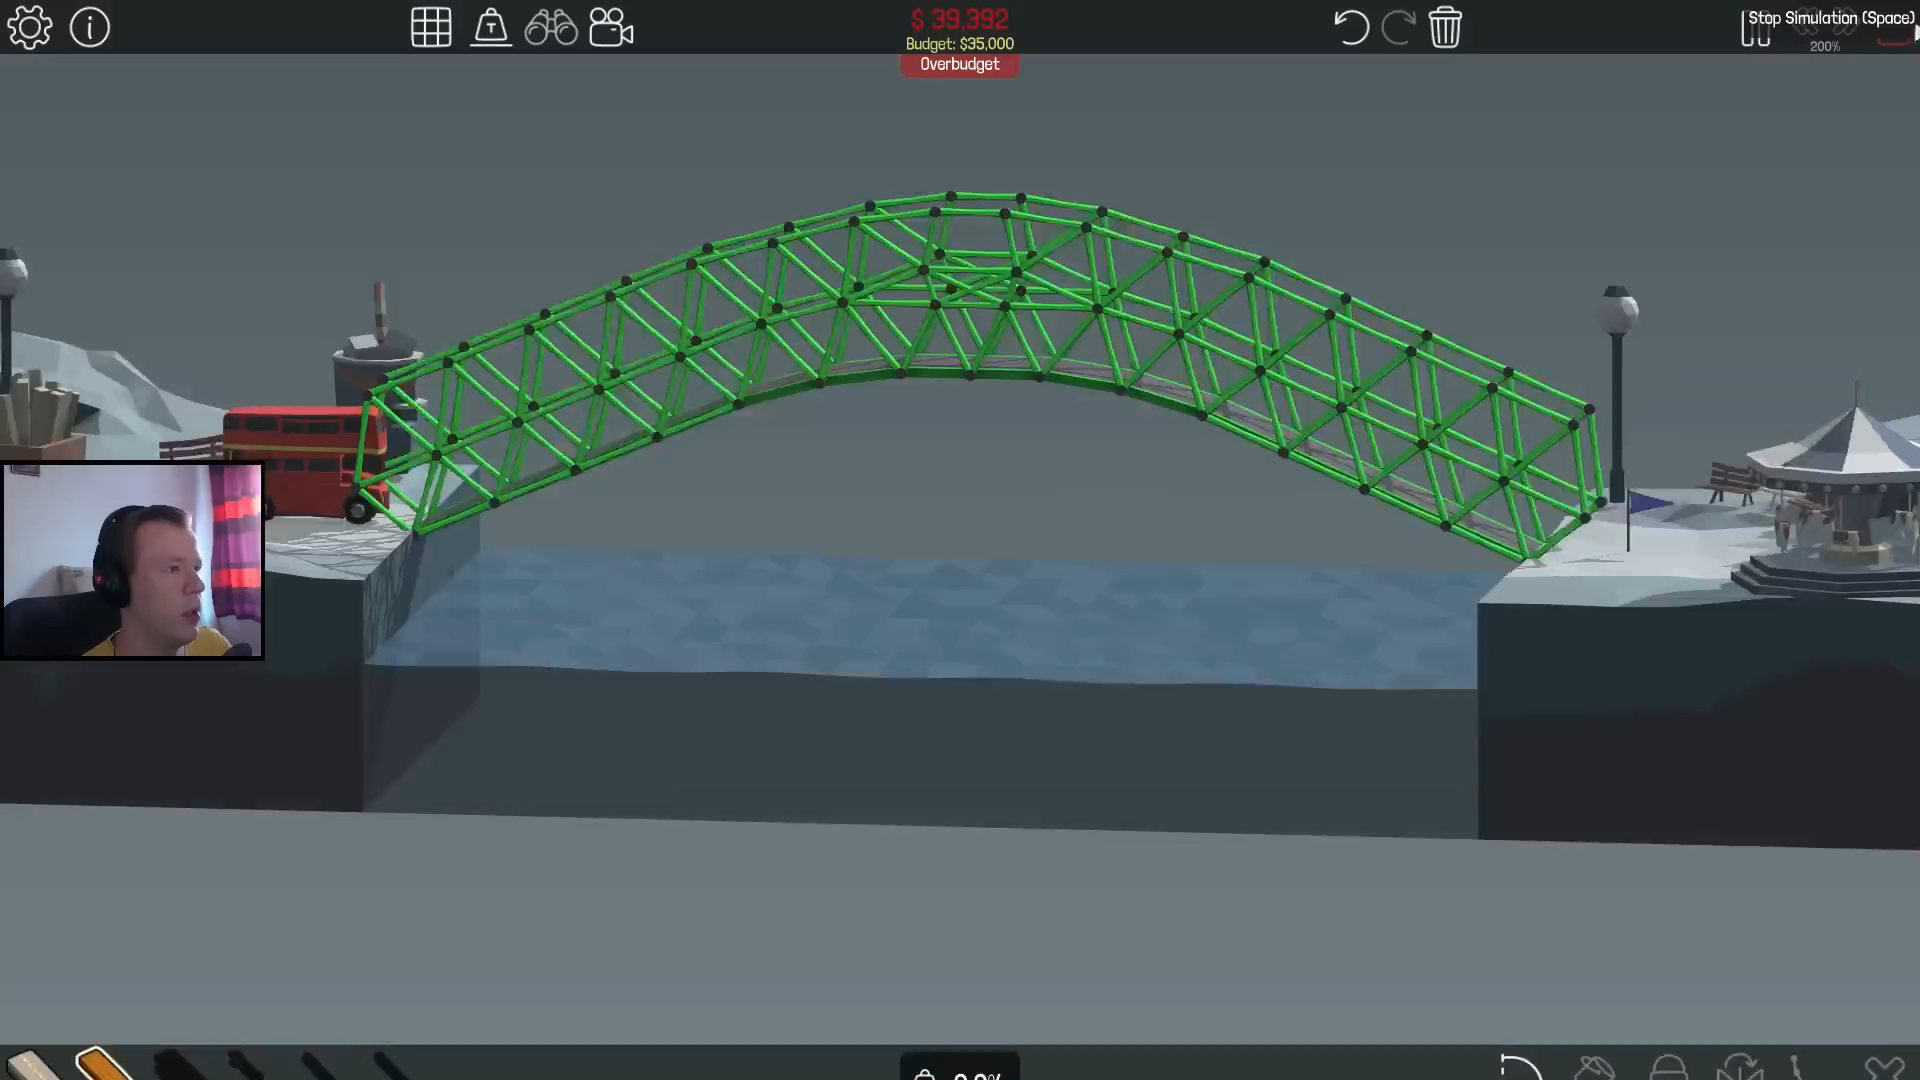 $ 39,392
Budget: $35,000
Overbudget
Stop Simulation (Space)
200%